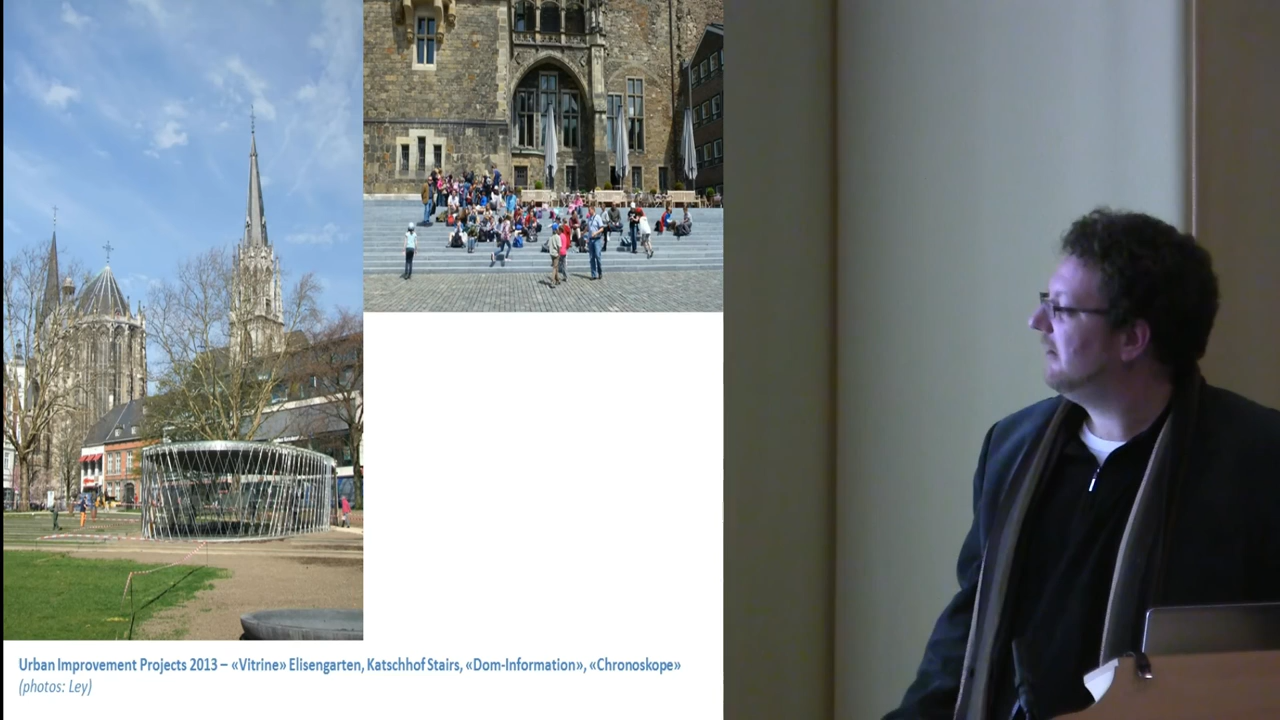 Urban Improvement Projects 2013 – «Vitrine» Elisengarten, Katschhof Stairs, «Dom-Information», «Chronoskope»
(photos: Ley)